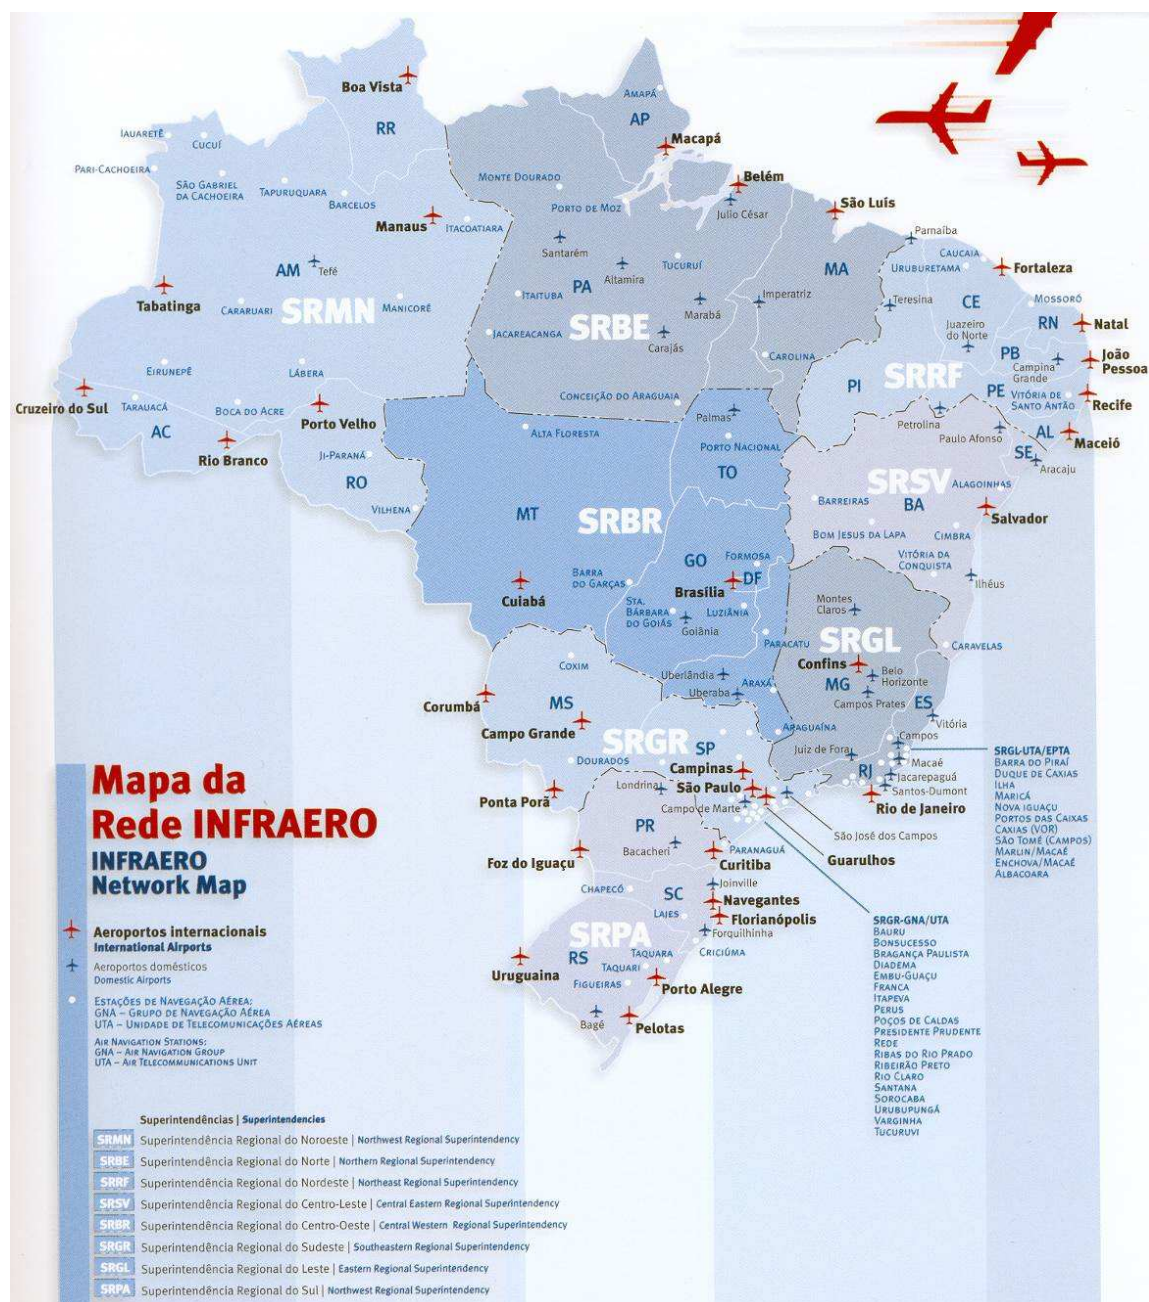 Boa Vista
RR
Amapá
AP
Macapá
Iauaretê
Cucuí
Pari-Cachoeira
São Gabriel
da Cachoeira
Tapuruquara
Barcelos
Manaus
Itacoatiara
Monte Dourado
Porto de Moz
Belém
Julio César
São Luís
Parnaíba
Santarém
Altamira
Tucuruí
MA
Caucaia
Uruburetama
Fortaleza
AM
Tefé
Tabatinga
Cararuari
SRMN
Manicoré
Itaituba
PA
SRBE
Marabá
Imperatriz
Teresina
CE
Mossoró
RN
Natal
Jacareacanga
Carajás
Carolina
Juazeiro
do Norte
PB
Campina
Grande
João
Pessoa
Eirunepê
Lábera
Cruzeiro do Sul
Tarauacá
Boca do Acre
Porto Velho
Conceição do Araguaia
PI
SRRF
PE
Vitória de
Santo Antão
Recife
AC
Rio Branco
Ji-Paraná
RO
Vilhena
Alta Floresta
Palmas
Porto Nacional
TO
Petrolina
Paulo Afonso
AL
Maceió
SE
Aracaju
MT
SRBR
SRSV
Alagoinhas
Barreiras
BA
Salvador
Bom Jesus da Lapa
Cimbra
GO
Formosa
DF
Brasília
Vitória da
Conquista
Ilhéus
Cuiabá
Barra
do Garças
Sta.
Bárbara
do Goiás
Luziânia
Goiânia
Montes
Claros
Paracatu
SRGL
Caravelas
Coxim
Uberlândia
Uberaba
Araxá
Confins
Belo
Horizonte
MG
Campos Prates
ES
Vitória
Corumbá
MS
Campo Grande
SRGR
SP
Araguaína
Dourados
Campinas
Juiz de Fora
Campos
Macaé
RJ
Jacarepaguá
Santos-Dumont
Rio de Janeiro
Ponta Porã
Londrina
São Paulo
Campo de Marte
São José dos Campos
Guarulhos
PR
Bacacheri
Paranaguá
Curitiba
Foz do Iguaçu
Joinville
Chapecó
SC
Navegantes
Lajes
Florianópolis
Forquilhinha
SRPA
Criciúma
Uruguaina
RS
Taquara
Taquari
Figueiras
Porto Alegre
Bagé
Pelotas
SRGL-UTA/EPTA
Barra do Piraí
Duque de Caxias
Ilha
Maricá
Nova Iguaçu
Portos das Caixas
Caxias (VOR)
São Tomé (Campos)
Marlin/Macaé
Enchova/Macaé
Albacoara
SRGR-GNA/UTA
Bauru
Bonsucesso
Bragança Paulista
Diadema
Embu-Guaçu
Franca
Itapeva
Perus
Poços de Caldas
Presidente Prudente
Rede
Ribas do Rio Prado
Ribeirão Preto
Rio Claro
Santana
Sorocaba
Urubupungá
Varginha
Tucuruvi
Mapa da
Rede INFRAERO
INFRAERO
Network Map
Aeroportos internacionais
International Airports
Aeroportos domésticos
Domestic Airports
Estações de Navegação Aérea:
GNA – Grupo de Navegação Aérea
UTA – Unidade de Telecomunicações Aéreas
Air Navigation Stations:
GNA – Air Navigation Group
UTA – Air Telecommunications Unit
Superintendências | Superintendencies
SRMN Superintendência Regional do Noroeste | Northwest Regional Superintendency
SRBE Superintendência Regional do Norte | Northern Regional Superintendency
SRRF Superintendência Regional do Nordeste | Northeast Regional Superintendency
SRSV Superintendência Regional do Centro-Leste | Central Eastern Regional Superintendency
SRBR Superintendência Regional do Centro-Oeste | Central Western Regional Superintendency
SRGR Superintendência Regional do Sudeste | Southeastern Regional Superintendency
SRGL Superintendência Regional do Leste | Eastern Regional Superintendency
SRPA Superintendência Regional do Sul | Northwest Regional Superintendency